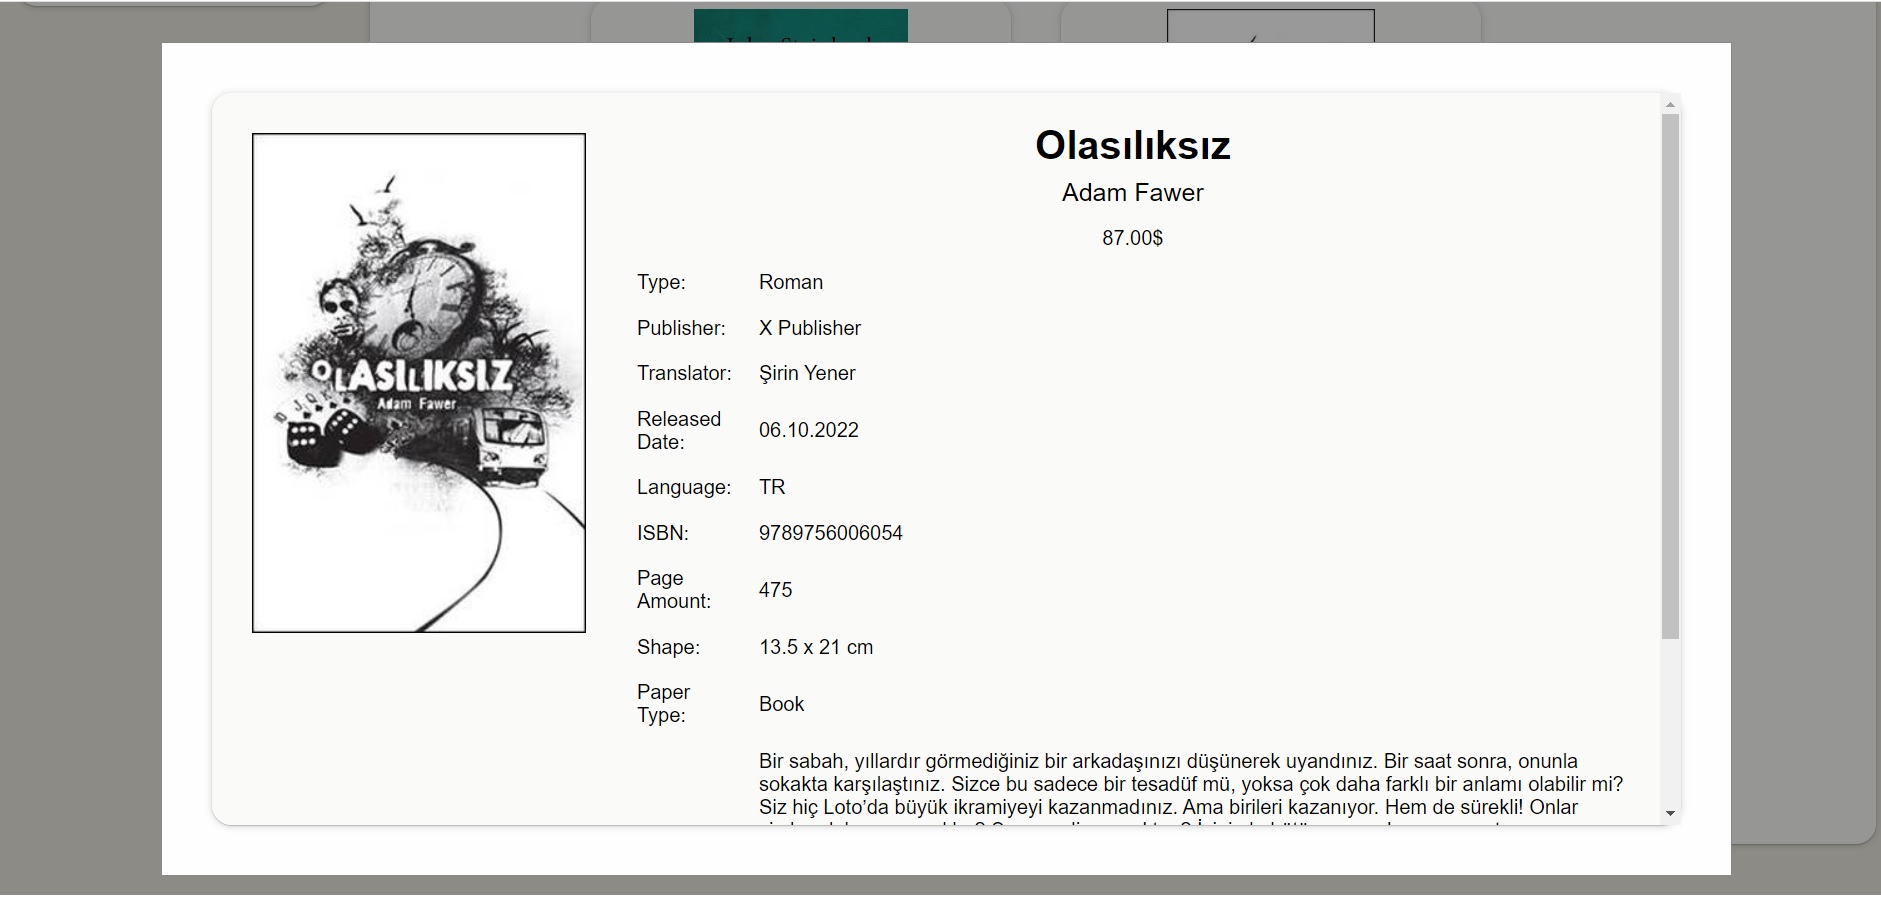 Olasılıksız
Adam Fawer
87.00$
OLASILIKSIZ
Adam Fawer
Type: Roman
Publisher: X Publisher
Translator: Şirin Yener
Released Date: 06.10.2022
Language: TR
ISBN: 9789756006054
Page Amount: 475
Shape: 13.5 x 21 cm
Paper Type: Book
Bir sabah, yıllardır görmediğiniz bir arkadaşınızı düşünerek uyandınız. Bir saat sonra, onunla
sokakta karşılaştınız. Sizce bu sadece bir tesadüf mü, yoksa çok daha farklı bir anlamı olabilir mi?
Siz hiç Loto’da büyük ikramiyeyi kazanmadınız. Ama birileri kazanıyor. Hem de sürekli! Onlar